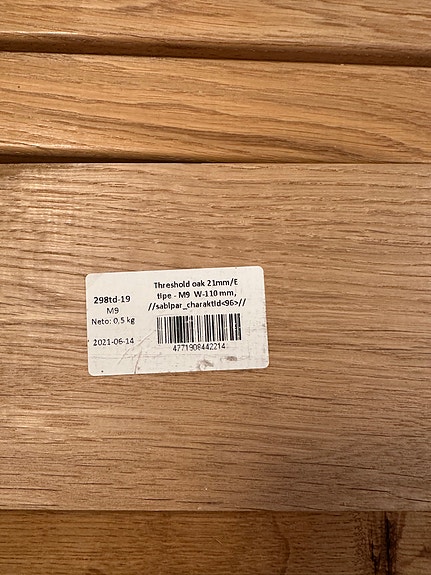 298td-19
M9
Neto: 0,5 kg
2021-06-14
Threshold oak 21mm/E
tipe - M9 W-110 mm,
//sablpar_charaktId<96>//
4771908442214